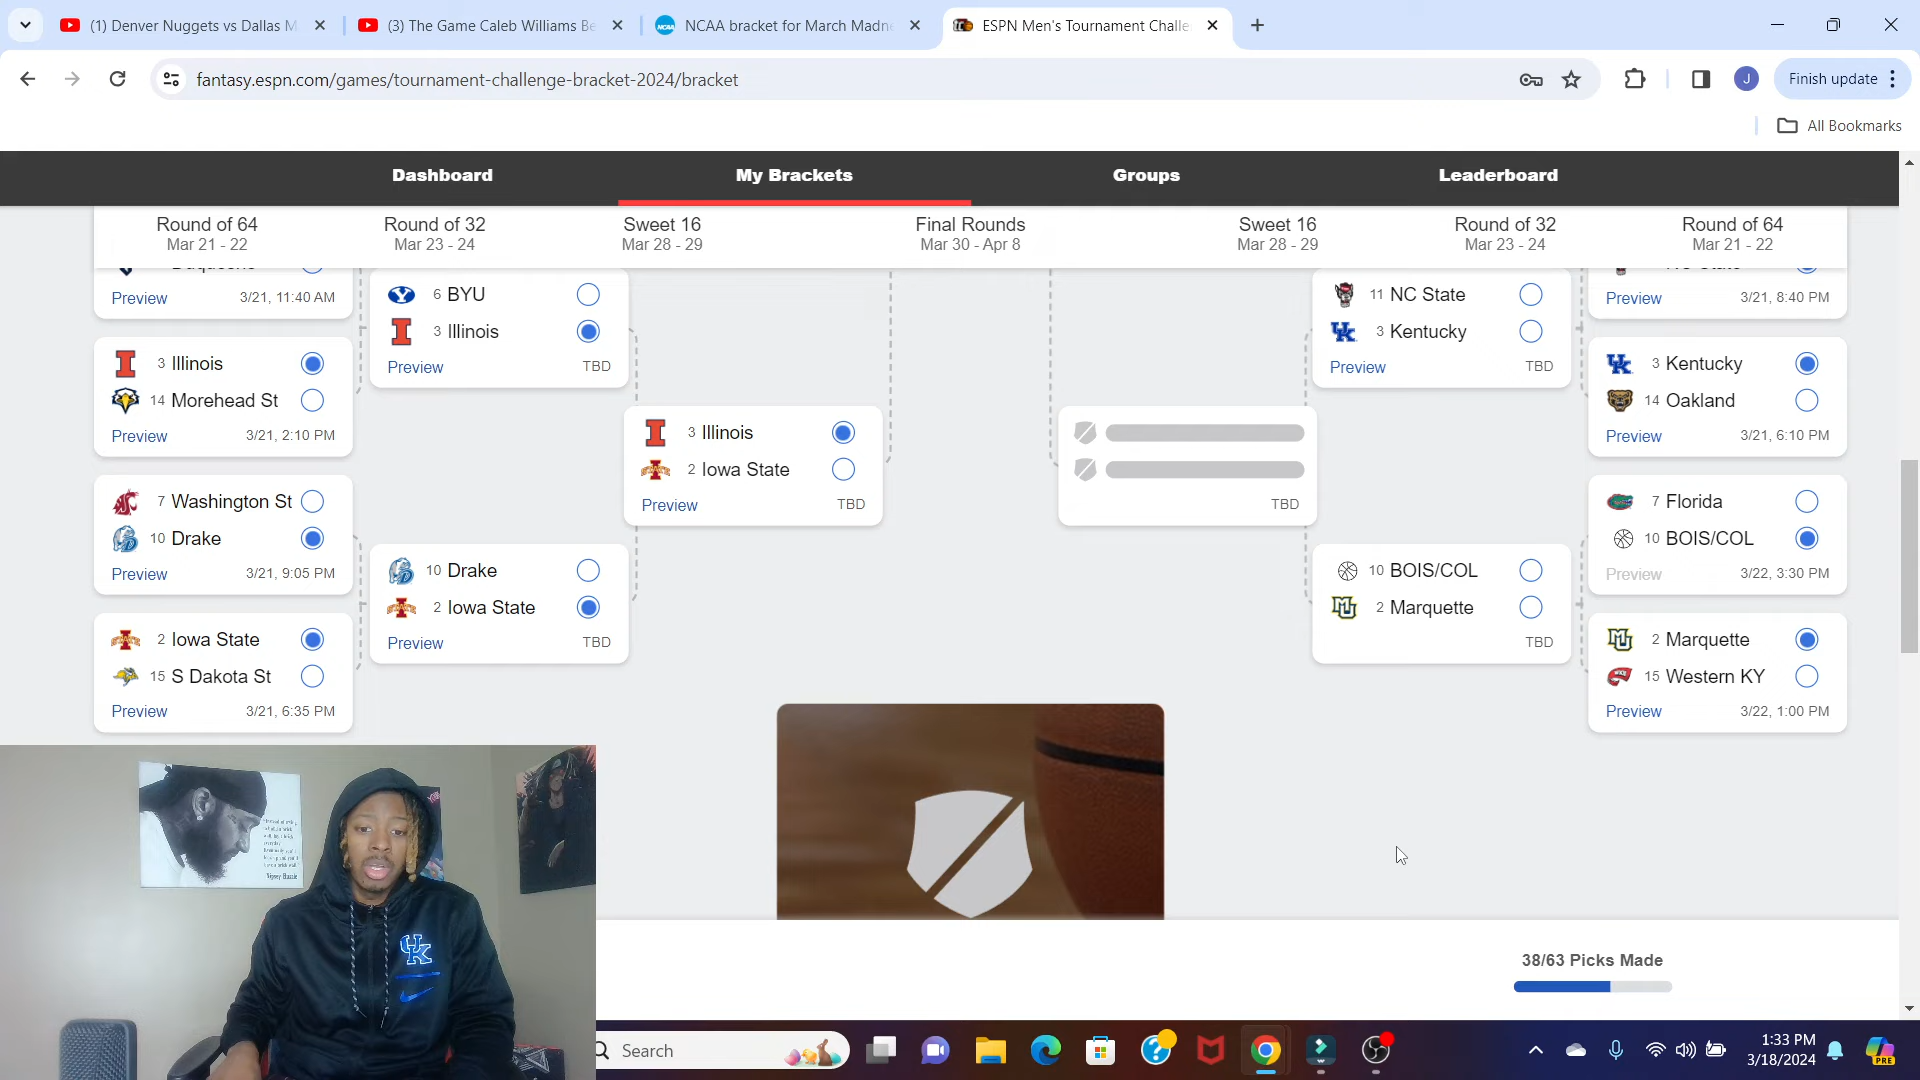 (1) Denver Nuggets vs Dallas M
(3) The Game Caleb Williams Be
NCAA bracket for March Madne
ESPN Men's Tournament Challe
fantasy.espn.com/games/tournament-challenge-bracket-2024/bracket
J
Finish update
All Bookmarks
Dashboard
My Brackets
Groups
Leaderboard
Round of 64
Mar 21 - 22
Round of 32
Mar 23 - 24
Sweet 16
Mar 28 - 29
Final Rounds
Mar 30 - Apr 8
Sweet 16
Mar 28 - 29
Round of 32
Mar 23 - 24
Round of 64
Mar 21 - 22
Preview 3/21, 11:40 AM
3 Illinois
14 Morehead St
Preview 3/21, 2:10 PM
7 Washington St
10 Drake
Preview 3/21, 9:05 PM
2 Iowa State
15 S Dakota St
Preview 3/21, 6:35 PM
6 BYU
3 Illinois
Preview TBD
10 Drake
2 Iowa State
Preview TBD
3 Illinois
2 Iowa State
Preview TBD
TBD
11 NC State
3 Kentucky
Preview TBD
10 BOIS/COL
2 Marquette
TBD
Preview 3/21, 8:40 PM
3 Kentucky
14 Oakland
Preview 3/21, 6:10 PM
7 Florida
10 BOIS/COL
Preview 3/22, 3:30 PM
2 Marquette
15 Western KY
Preview 3/22, 1:00 PM
38/63 Picks Made
UK
Search
1:33 PM
3/18/2024
PRE